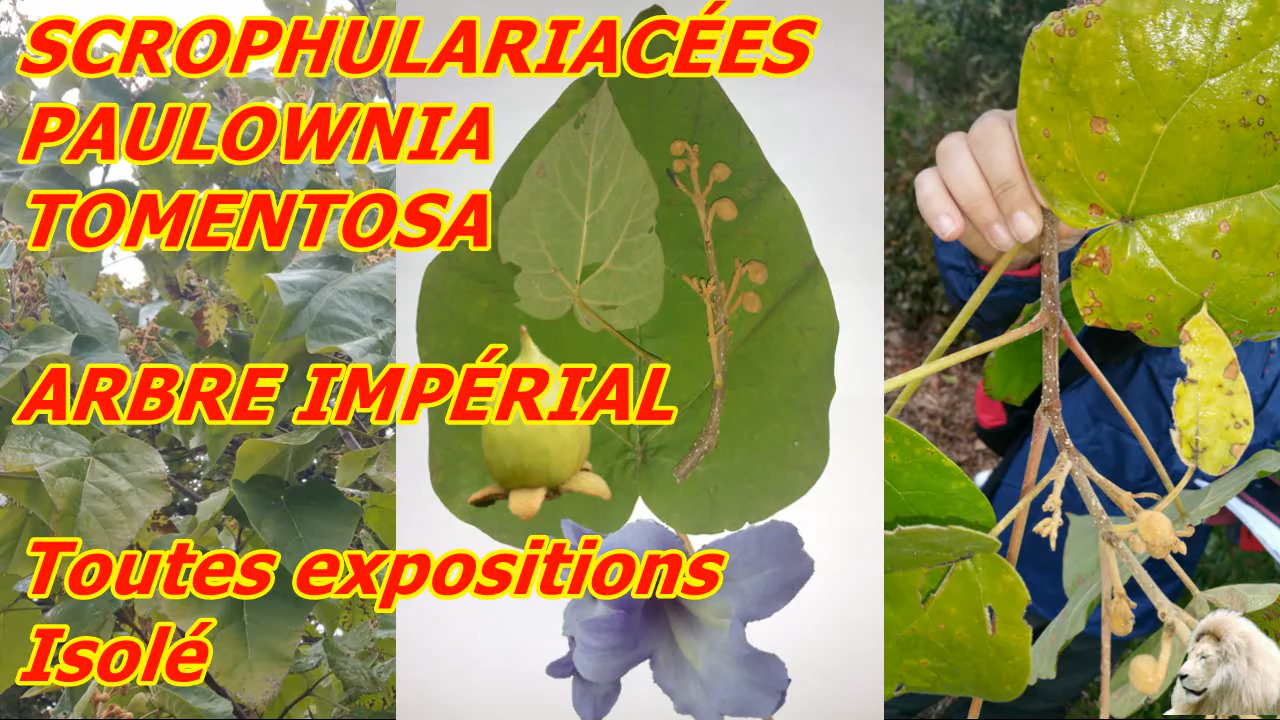 SCROPHULARIACÉES
PAULOWNIA
TOMENTOSA
ARBRE IMPÉRIAL
Toutes expositions
Isolé